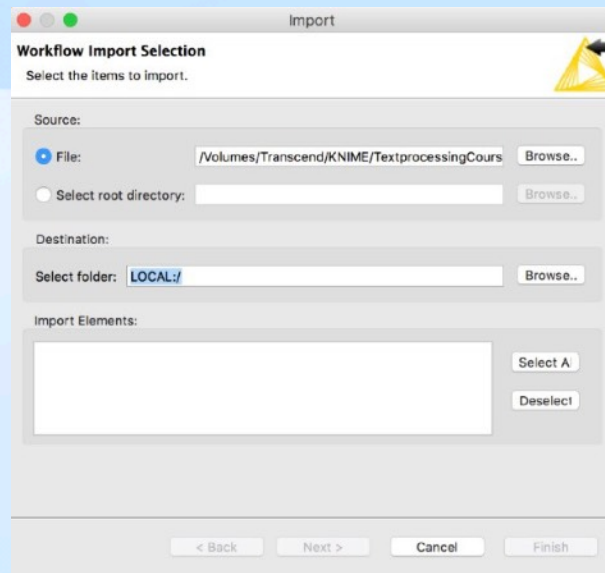 Import
Workflow Import Selection
Select the items to import.
Source:
File: /Volumes/Transcend/KNIME/TextprocessingCours Browse..
Select root directory: Browse..
Destination:
Select folder: LOCAL:/ Browse..
Import Elements:
Select A
Deselect
< Back Next > Cancel Finish